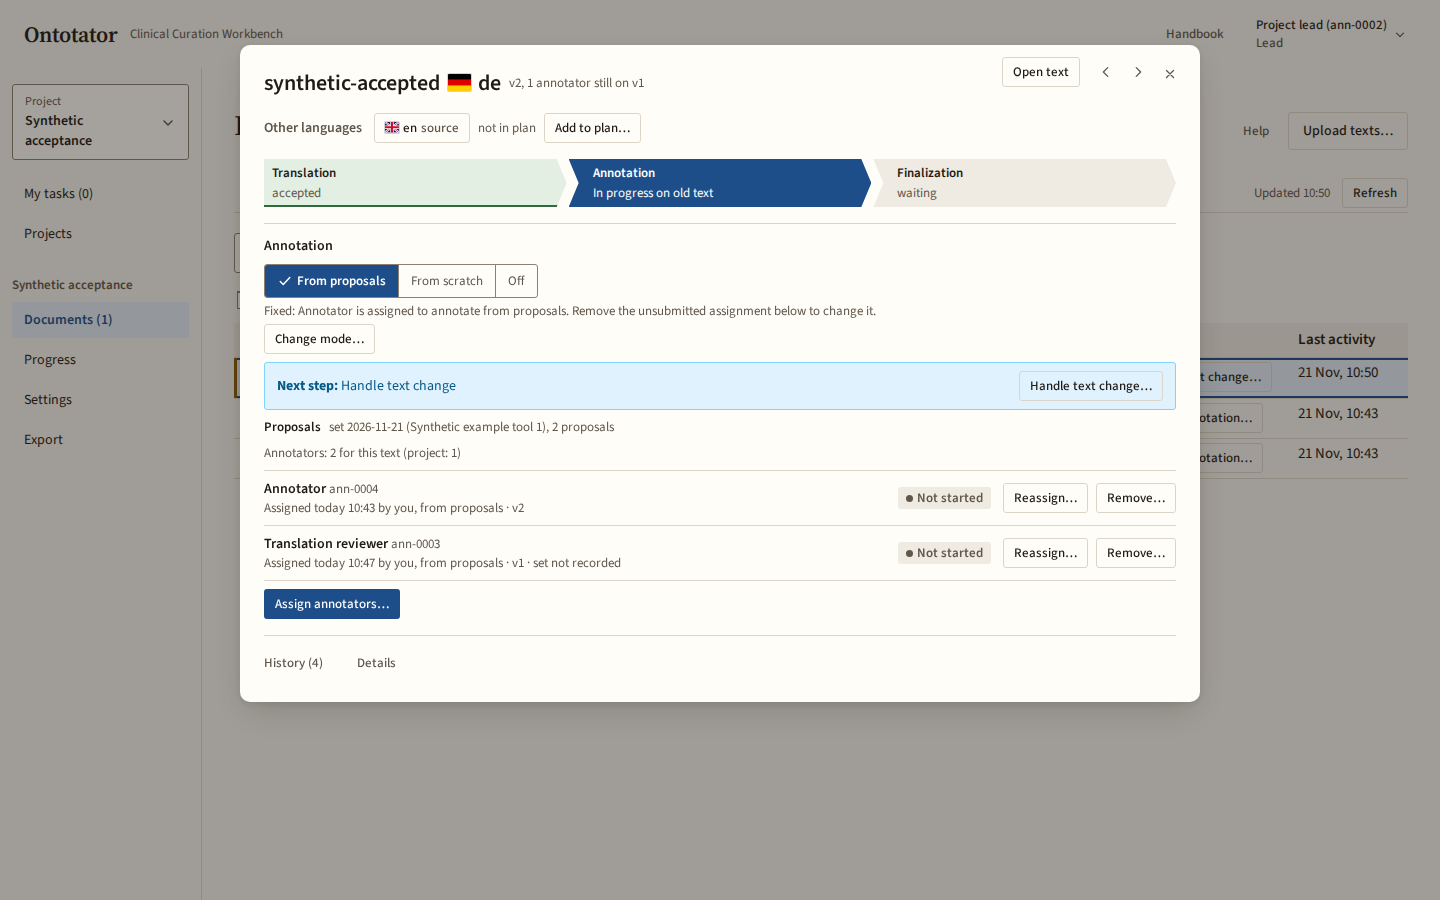 Ontotator Clinical Curation Workbench
Handbook
Project lead (ann-0002)
Lead
Project
Synthetic
acceptance
My tasks (0)
Projects
Synthetic acceptance
Documents (1)
Progress
Settings
Export
Help
Upload texts…
Updated 10:50
Refresh
Last activity
t change…
21 Nov, 10:50
otation…
21 Nov, 10:43
otation…
21 Nov, 10:43
synthetic-accepted de v2, 1 annotator still on v1
Open text
Other languages
en source
not in plan
Add to plan…
Translation
accepted
Annotation
In progress on old text
Finalization
waiting
Annotation
From proposals
From scratch
Off
Fixed: Annotator is assigned to annotate from proposals. Remove the unsubmitted assignment below to change it.
Change mode…
Next step: Handle text change
Handle text change…
Proposals set 2026-11-21 (Synthetic example tool 1), 2 proposals
Annotators: 2 for this text (project: 1)
Annotator ann-0004
Assigned today 10:43 by you, from proposals · v2
Not started
Reassign…
Remove…
Translation reviewer ann-0003
Assigned today 10:47 by you, from proposals · v1 · set not recorded
Not started
Reassign…
Remove…
Assign annotators…
History (4)
Details